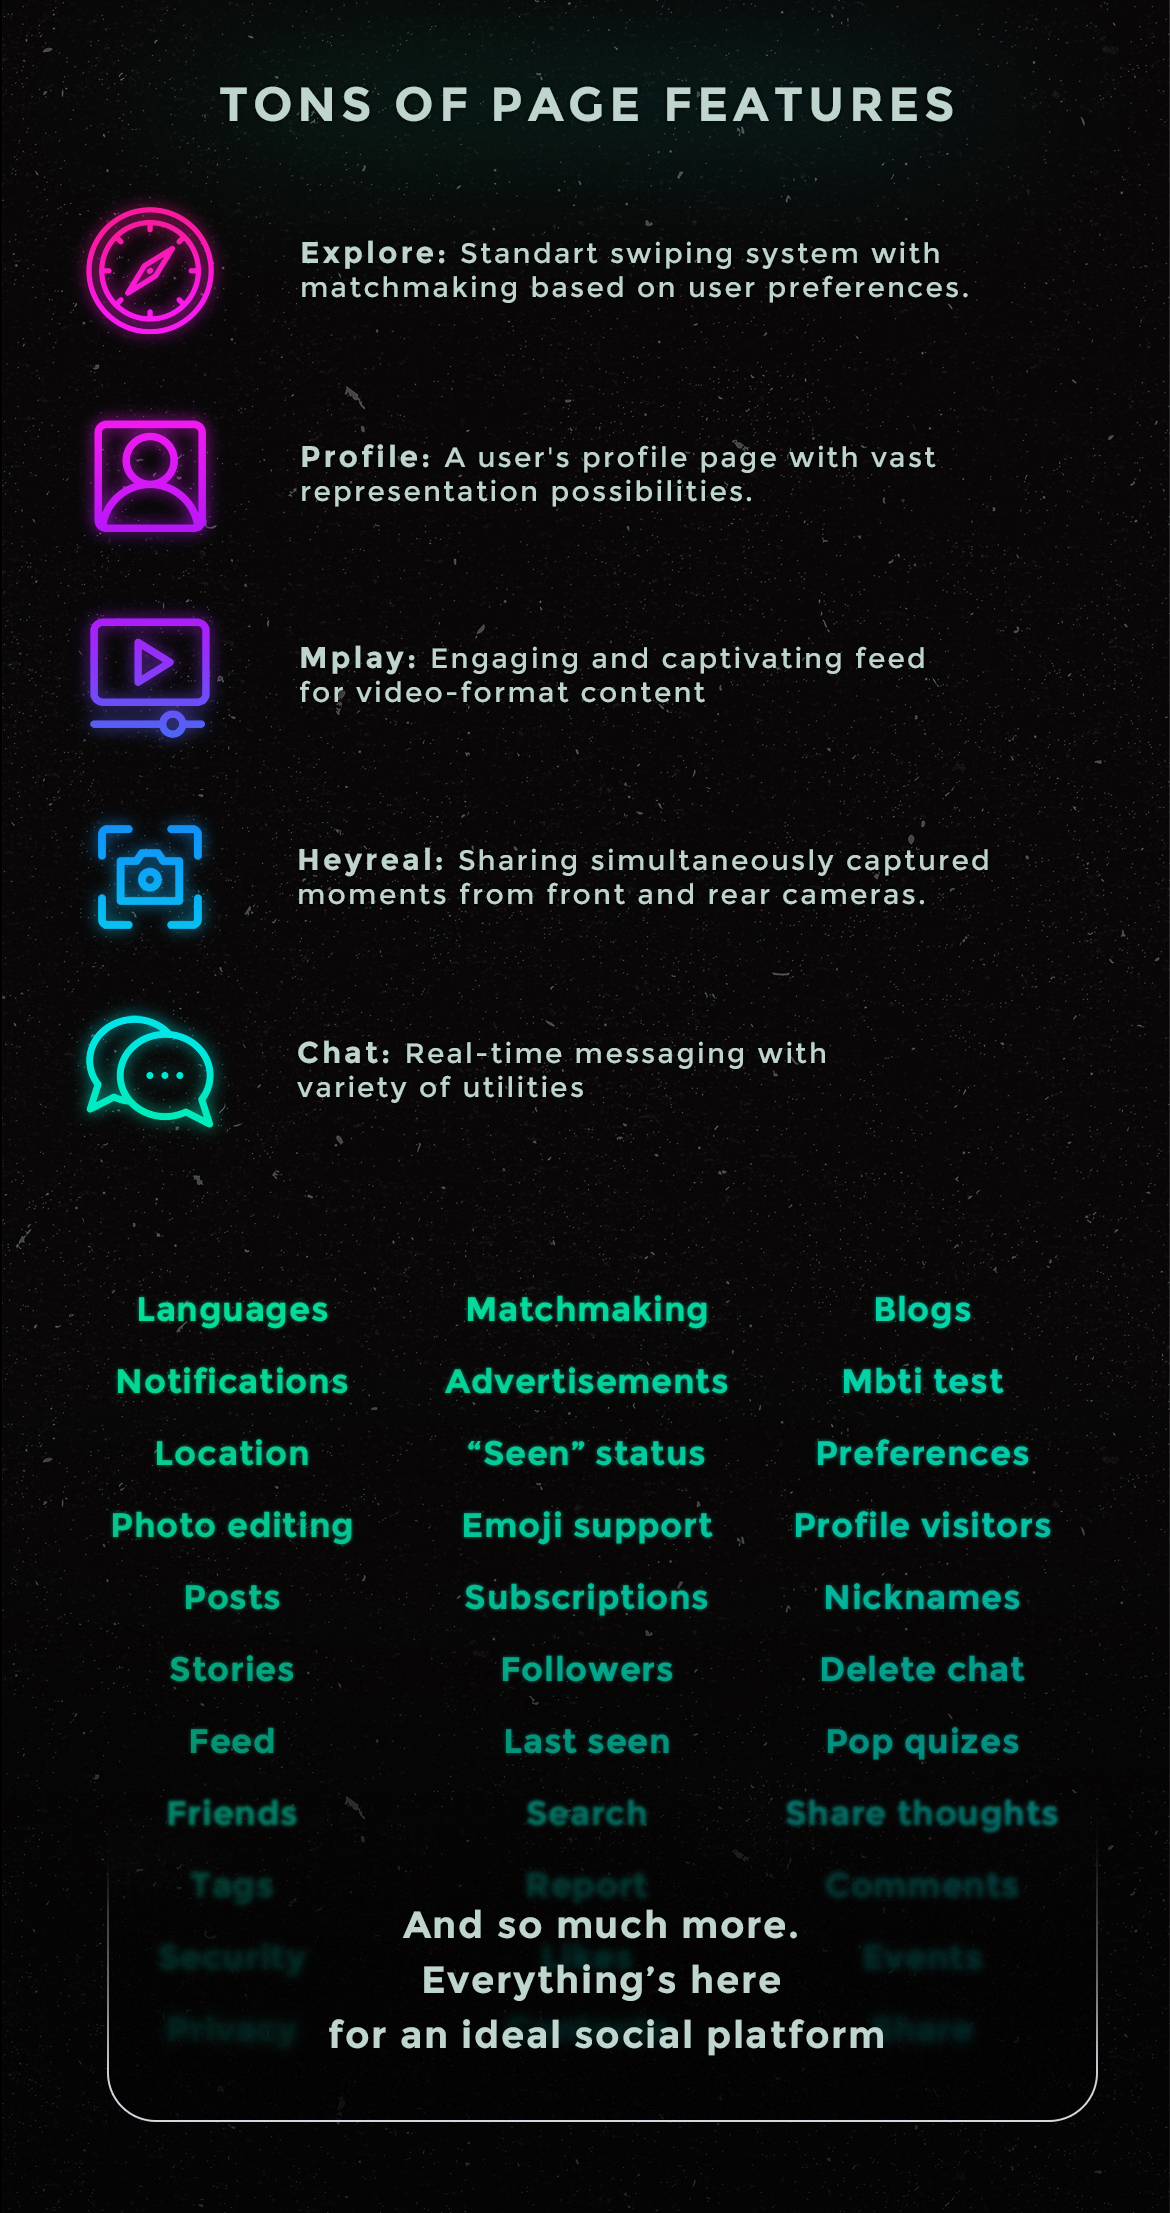 TONS OF PAGE FEATURES
Explore: Standart swiping system with
matchmaking based on user preferences.
Profile: A user's profile page with vast
representation possibilities.
Mplay: Engaging and captivating feed
for video-format content
Heyreal: Sharing simultaneously captured
moments from front and rear cameras.
Chat: Real-time messaging with
variety of utilities
Languages Matchmaking Blogs
Notifications Advertisements Mbti test
Location “Seen” status Preferences
Photo editing Emoji support Profile visitors
Posts Subscriptions Nicknames
Stories Followers Delete chat
Feed Last seen Pop quizes
Friends Search Share thoughts
Tags Report Comments
And so much more.
Security Likes Events
Everything’s here
Privacy Share
for an ideal social platform